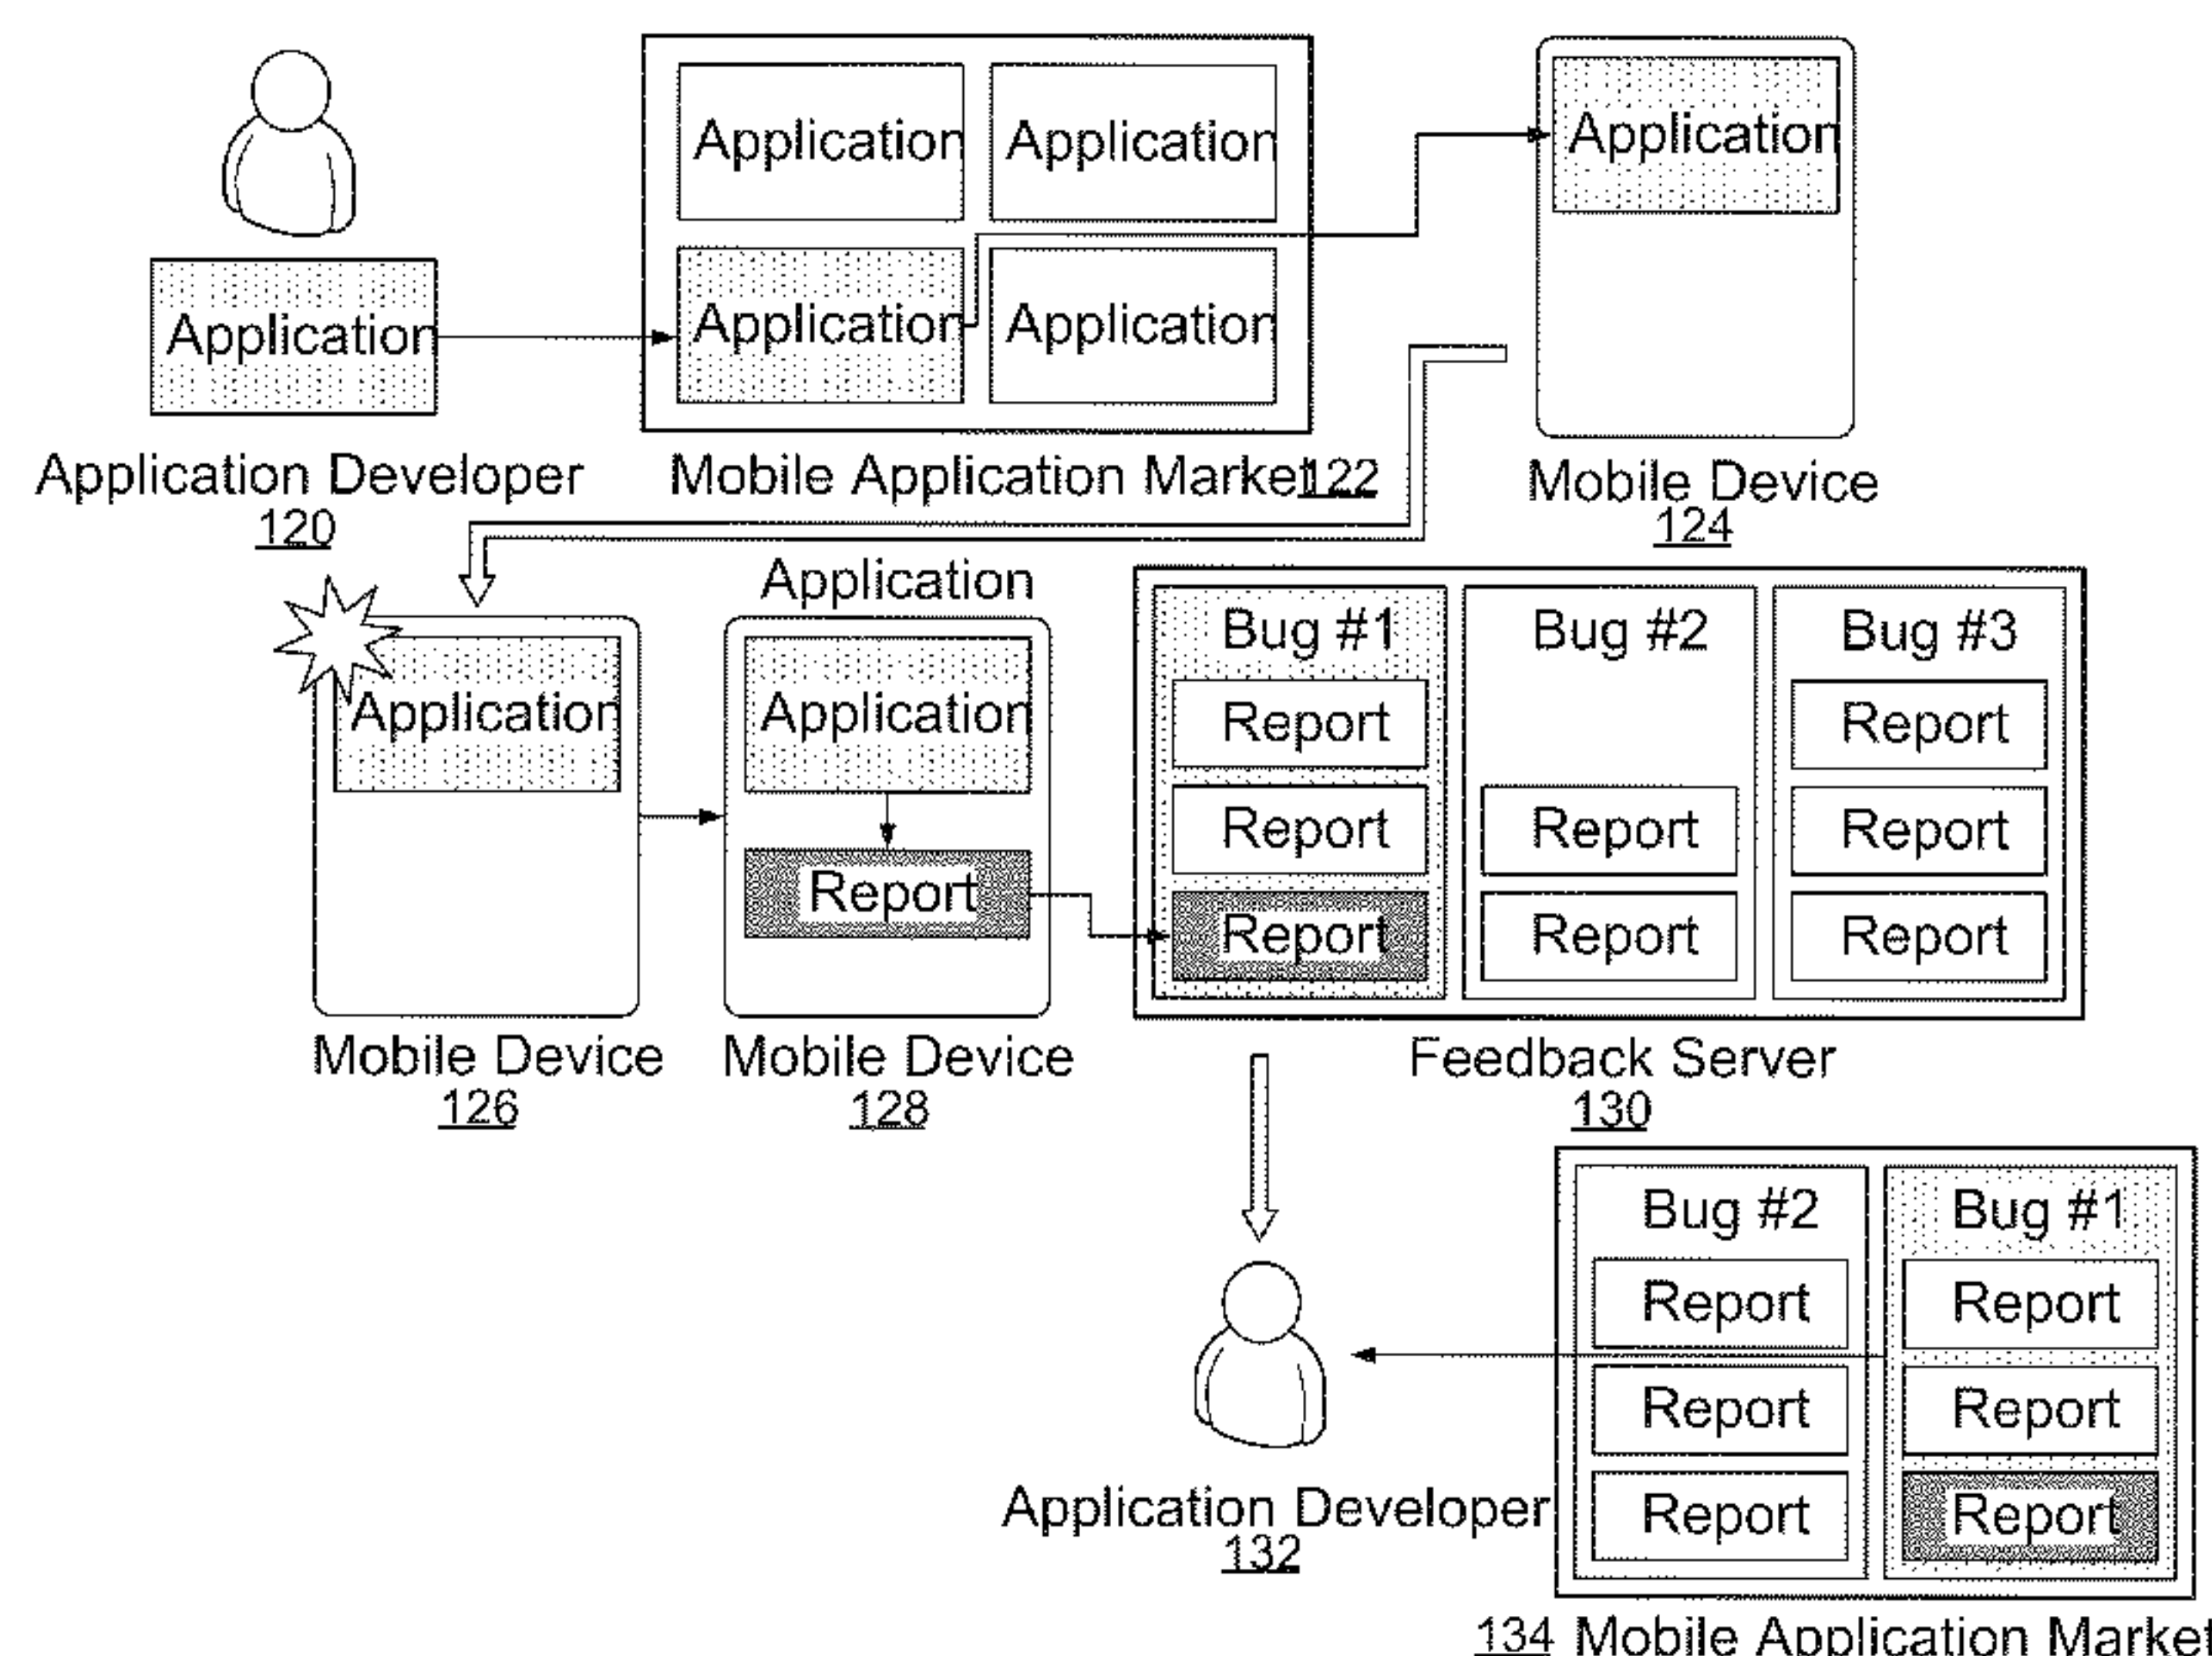 Application
Application Developer
120
Application Application
Application Application
Mobile Application Market 122
Application
Mobile Device
124
Application
Mobile Device
126
Application
Application
Report
Mobile Device
128
Bug #1 Bug #2 Bug #3
Report Report
Report Report Report
Report Report Report
Feedback Server
130
Application Developer
132
Bug #2 Bug #1
Report Report
Report Report
Report Report
134 Mobile Application Market